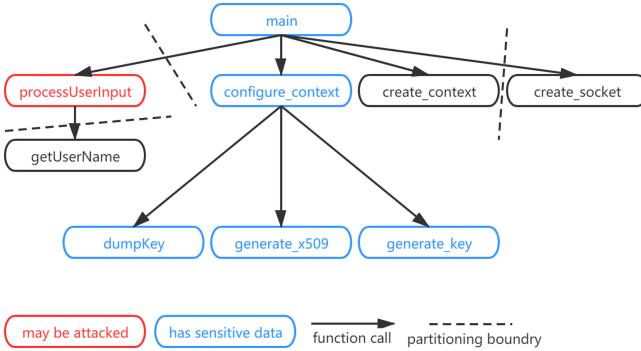 main
processUserInput
configure_context
create_context
create_socket
getUserName
dumpKey
generate_x509
generate_key
may be attacked
has sensitive data
function call
partitioning boundry